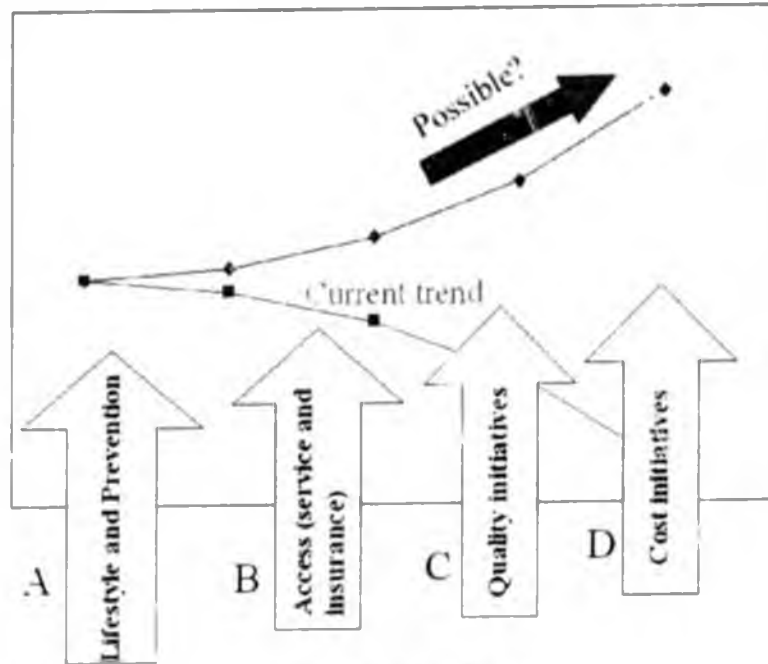 Possible?
Current trend
A
Lifestyle and Prevention
B
Access (service and
Insurance)
C
Quality initiatives
D
Cost Initiatives